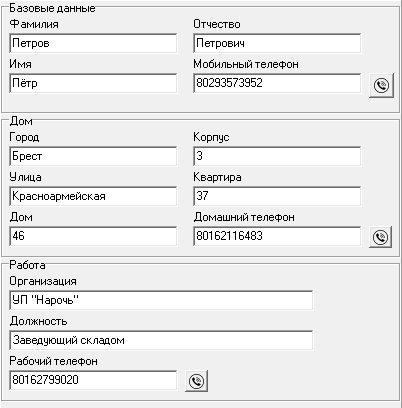 Базовые данные
Фамилия Отчество
Петров Петрович
Имя Мобильный телефон
Пётр 80293573952
Дом
Город Корпус
Брест 3
Улица Квартира
Красноармейская 37
Дом Домашний телефон
46 80162116483
Работа
Организация
УП "Нарочь"
Должность
Заведующий складом
Рабочий телефон
80162799020